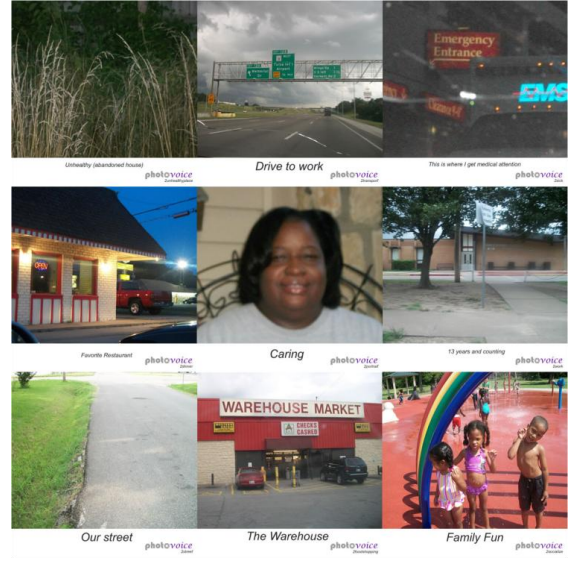 Emergency
Entrance
EMS
Unhealthy (abandoned house)
Drive to work
This is where I get medical attention
photovoice
photovoice
photovoice
OPEN
Favorite Restaurant
Caring
13 years and counting
photovoice
photovoice
photovoice
WAREHOUSE MARKET
CHECKS
CASHED
Our street
The Warehouse
Family Fun
photovoice
photovoice
photovoice